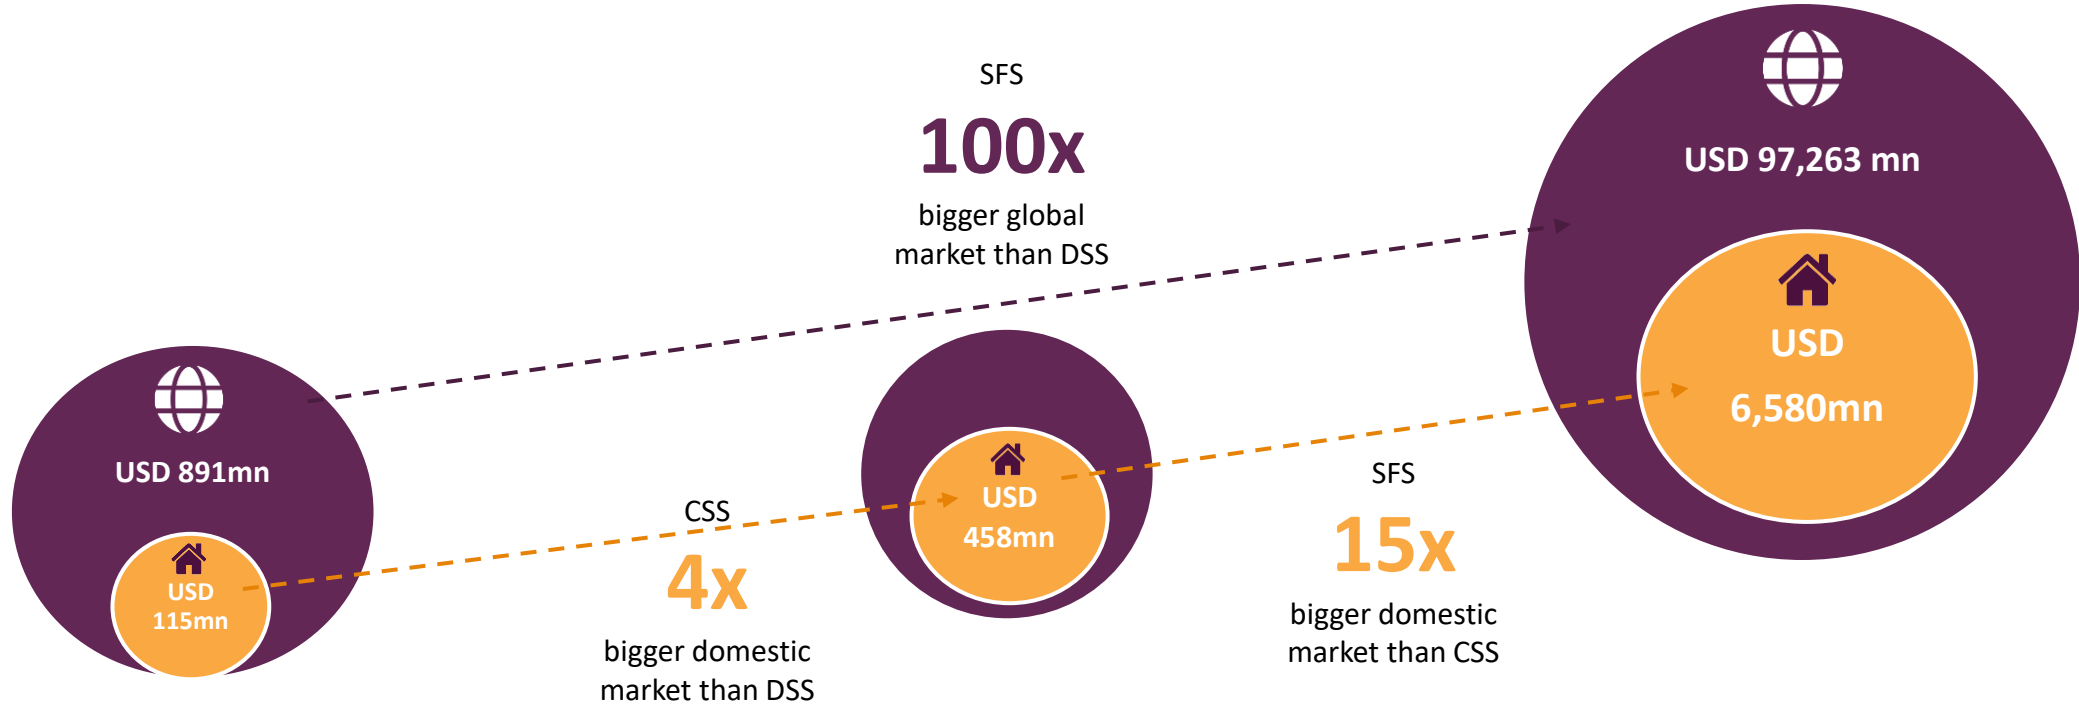 SFS
100x
bigger global
market than DSS
USD 97,263 mn
USD
6,580mn
USD 891mn
USD
115mn
CSS
4x
bigger domestic
market than DSS
USD
458mn
SFS
15x
bigger domestic
market than CSS